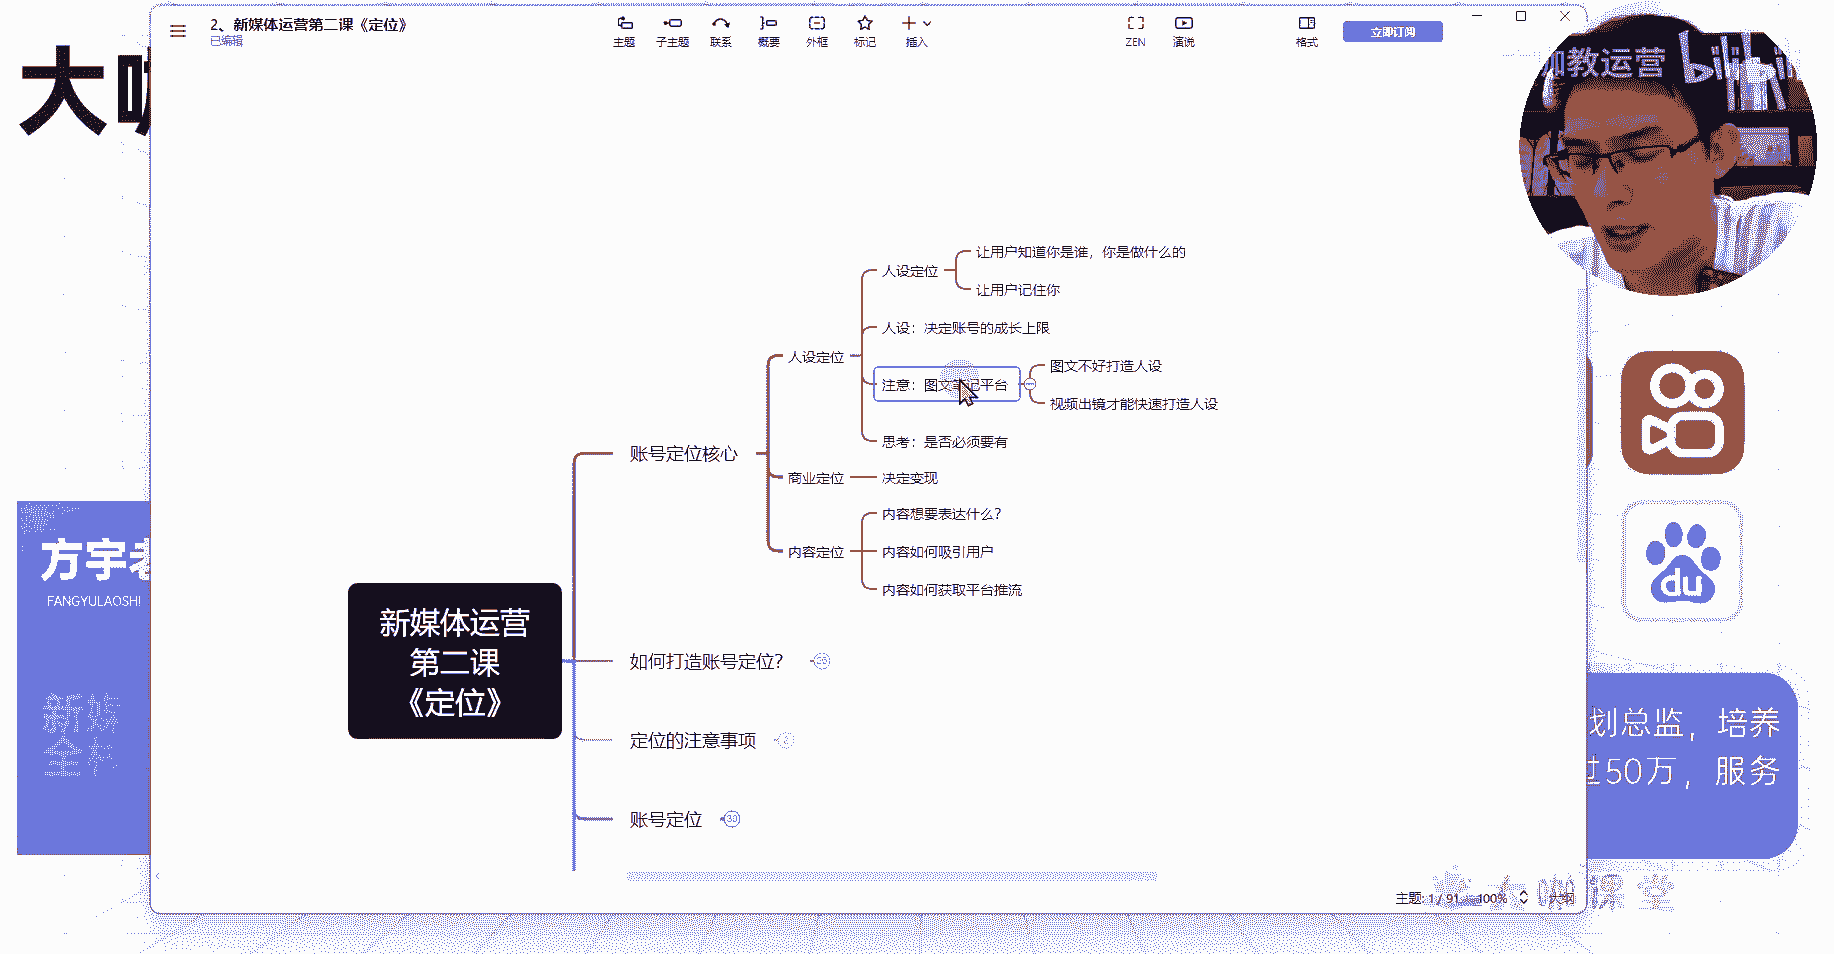 2、新媒体运营第二课《定位》
已编辑
主题
子主题
联系
概要
外框
标记
插入
ZEN
演说
格式
立即订阅
大
教运营 bilibili
让用户知道你是谁，你是做什么的
人设定位
让用户记住你
人设：决定账号的成长上限
人设定位
图文不好打造人设
注意：图文笔记平台
视频出镜才能快速打造人设
思考：是否必须要有
账号定位核心
商业定位
决定变现
内容想要表达什么？
内容定位
内容如何吸引用户
内容如何获取平台推流
方宇老
FANGYULAOSHI
新媒体运营
第二课
《定位》
如何打造账号定位？
定位的注意事项
账号定位
30
新媒
全
du
划总监，培养
过50万，服务
主题: 1 / 91
100%
大纲
大咖课堂